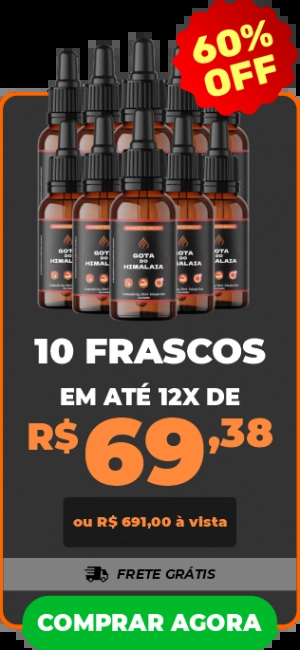 60%
OFF
GOTA
DO
HIMALAIA
10 FRASCOS
EM ATÉ 12X DE
R$ 69,38
ou R$ 691,00 à vista
FRETE GRÁTIS
COMPRAR AGORA